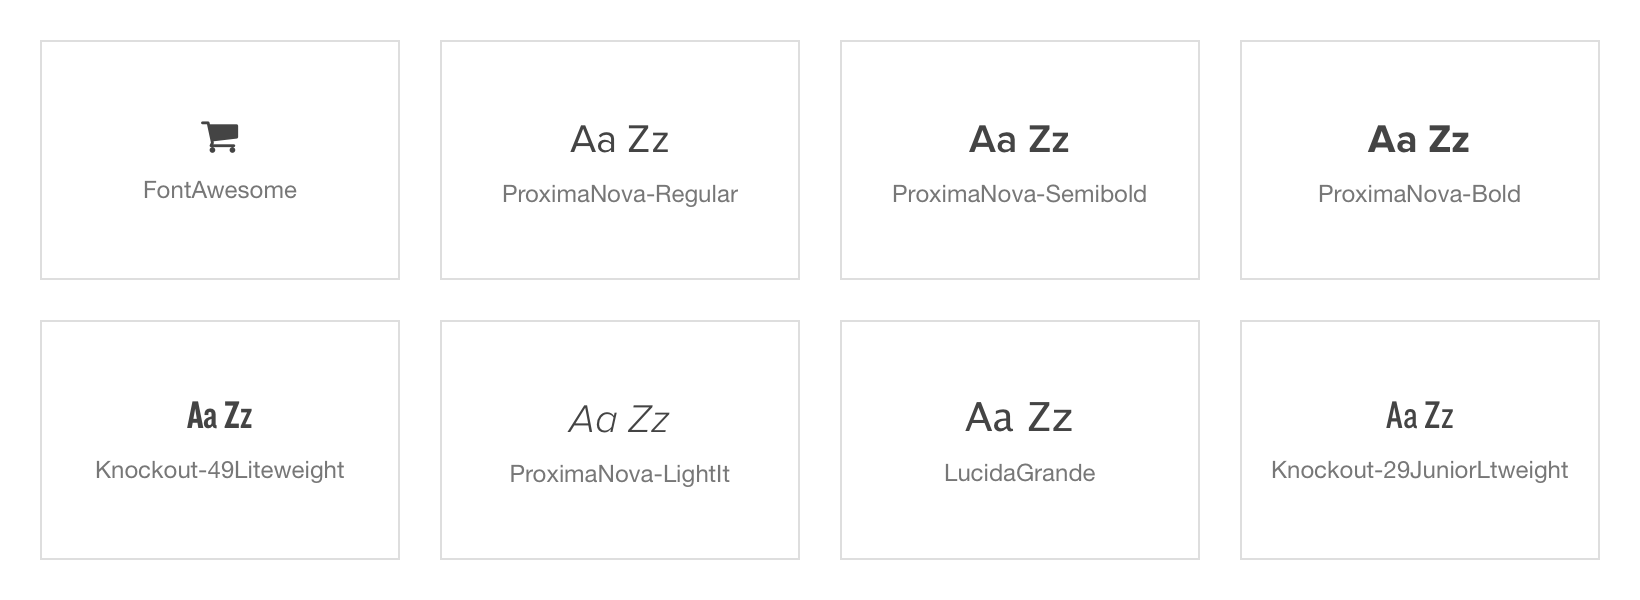 FontAwesome
Aa Zz
ProximaNova-Regular
Aa Zz
ProximaNova-Semibold
Aa Zz
ProximaNova-Bold
Aa Zz
Knockout-49Liteweight
Aa Zz
ProximaNova-LightIt
Aa Zz
LucidaGrande
Aa Zz
Knockout-29JuniorLtweight